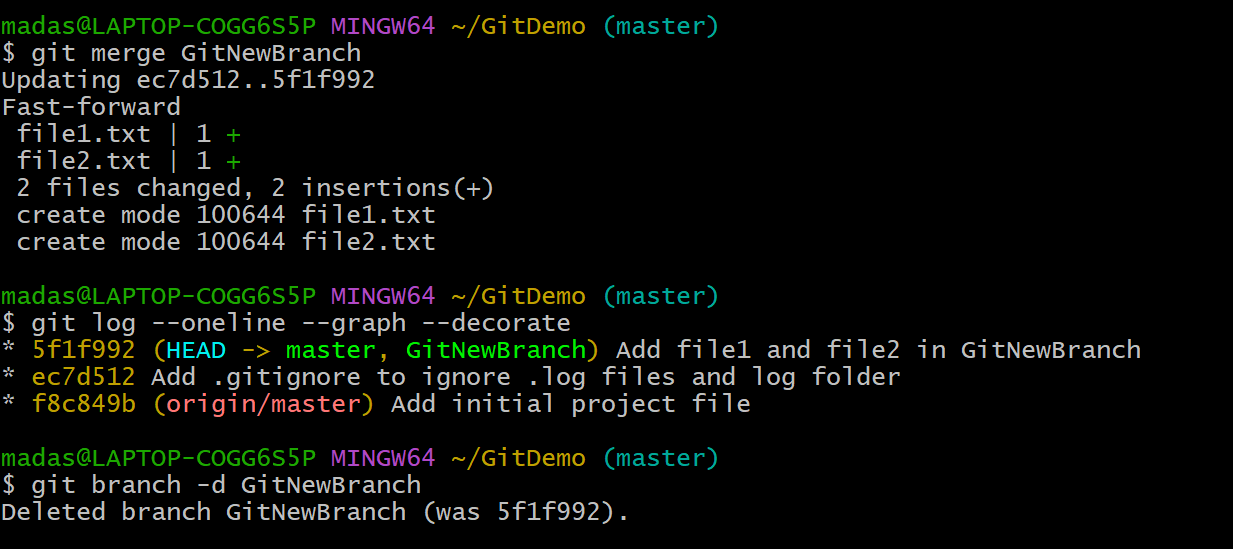 madas@LAPTOP-COGG6S5P MINGW64 ~/GitDemo (master)
$ git merge GitNewBranch
Updating ec7d512..5f1f992
Fast-forward
 file1.txt | 1 +
 file2.txt | 1 +
 2 files changed, 2 insertions(+)
 create mode 100644 file1.txt
 create mode 100644 file2.txt
madas@LAPTOP-COGG6S5P MINGW64 ~/GitDemo (master)
$ git log --oneline --graph --decorate
* 5f1f992 (HEAD -> master, GitNewBranch) Add file1 and file2 in GitNewBranch
* ec7d512 Add .gitignore to ignore .log files and log folder
* f8c849b (origin/master) Add initial project file
madas@LAPTOP-COGG6S5P MINGW64 ~/GitDemo (master)
$ git branch -d GitNewBranch
Deleted branch GitNewBranch (was 5f1f992).